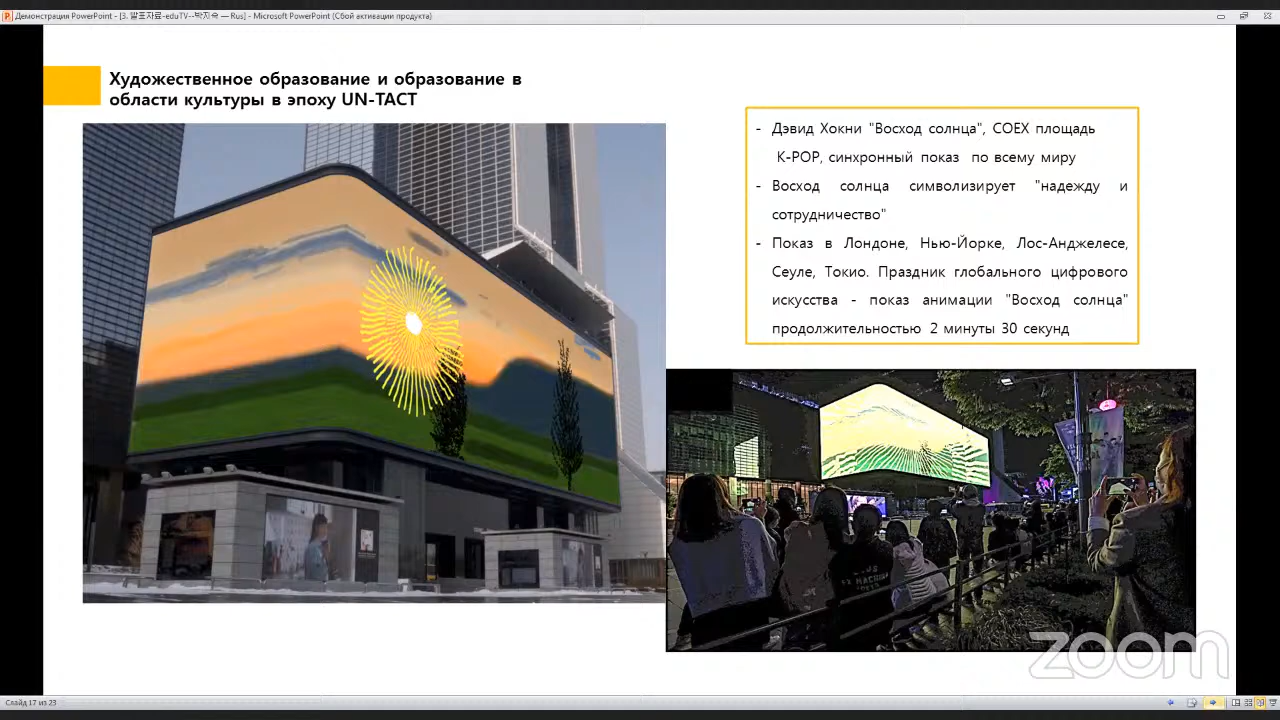 Демонстрация PowerPoint - [3. 발표자료-eduTV--박지숙 — Rus] - Microsoft PowerPoint (Сбой активации продукта)
Художественное образование и образование в
области культуры в эпоху UN-TACT
- Дэвид Хокни "Восход солнца", COEX площадь
K-POP, синхронный показ по всему миру
- Восход солнца символизирует "надежду и
сотрудничество"
- Показ в Лондоне, Нью-Йорке, Лос-Анджелесе,
Сеуле, Токио. Праздник глобального цифрового
искусства - показ анимации "Восход солнца"
продолжительностью 2 минуты 30 секунд
zoom
Слайд 17 из 23